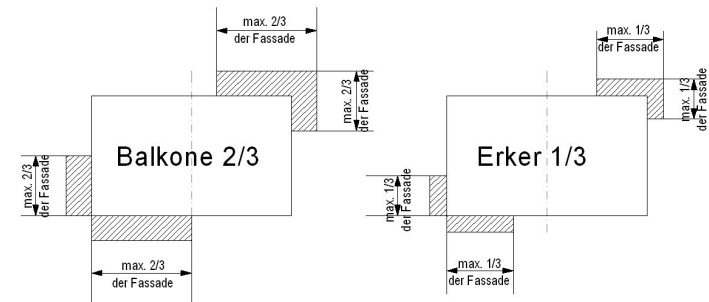 max. 2/3
der Fassade
max. 2/3
der Fassade
Balkone 2/3
max. 2/3
der Fassade
max. 2/3
der Fassade
max. 1/3
der Fassade
max. 1/3
der Fassade
Erker 1/3
max. 1/3
der Fassade
max. 1/3
der Fassade